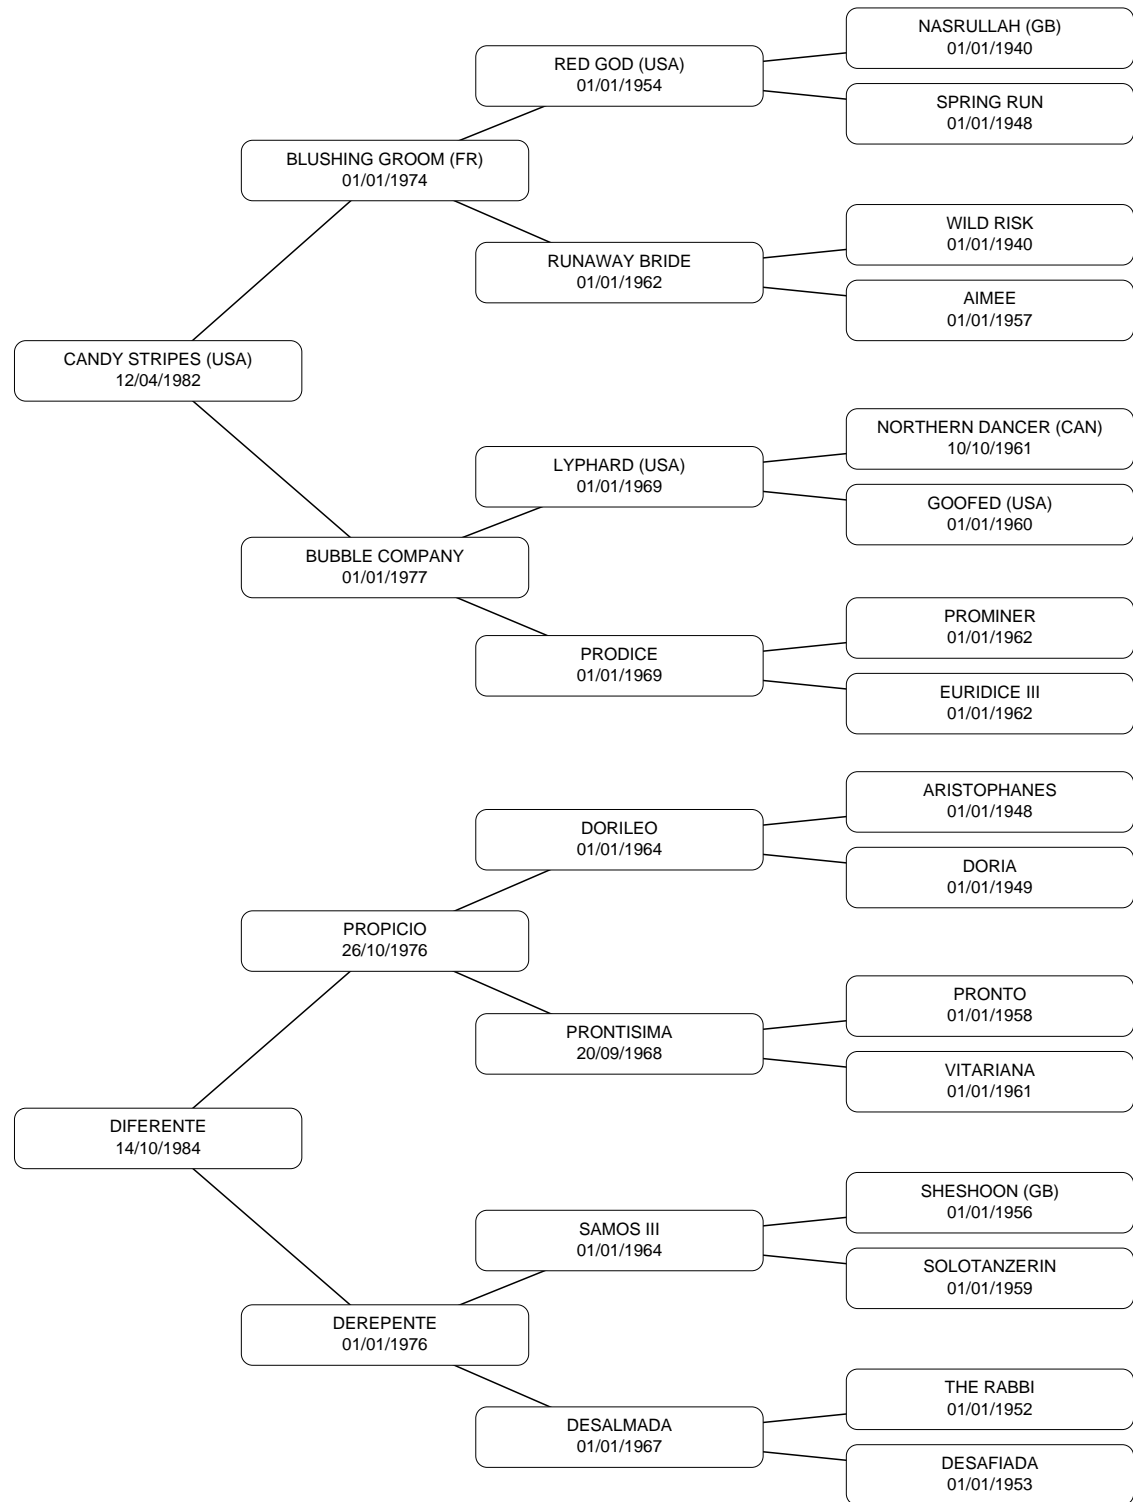 NASRULLAH (GB)
01/01/1940
RED GOD (USA)
01/01/1954
SPRING RUN
01/01/1948
BLUSHING GROOM (FR)
01/01/1974
WILD RISK
01/01/1940
RUNAWAY BRIDE
01/01/1962
AIMEE
01/01/1957
CANDY STRIPES (USA)
12/04/1982
NORTHERN DANCER (CAN)
10/10/1961
LYPHARD (USA)
01/01/1969
GOOFED (USA)
01/01/1960
BUBBLE COMPANY
01/01/1977
PROMINER
01/01/1962
PRODICE
01/01/1969
EURIDICE III
01/01/1962
ARISTOPHANES
01/01/1948
DORILEO
01/01/1964
DORIA
01/01/1949
PROPICIO
26/10/1976
PRONTO
01/01/1958
PRONTISIMA
20/09/1968
VITARIANA
01/01/1961
DIFERENTE
14/10/1984
SHESHOON (GB)
01/01/1956
SAMOS III
01/01/1964
SOLOTANZERIN
01/01/1959
DEREPENTE
01/01/1976
THE RABBI
01/01/1952
DESALMADA
01/01/1967
DESAFIADA
01/01/1953